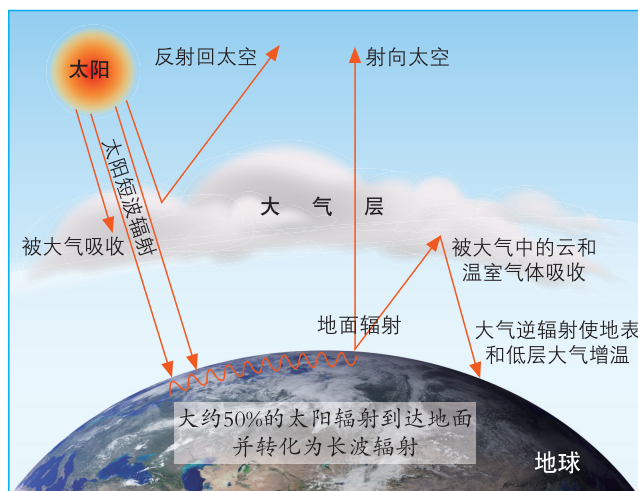 太阳
反射回太空
射向太空
太阳短波辐射
大气层
被大气吸收
被大气中的云和
温室气体吸收
地面辐射
大气逆辐射使地表
和低层大气增温
大约50%的太阳辐射到达地面
并转化为长波辐射
地球